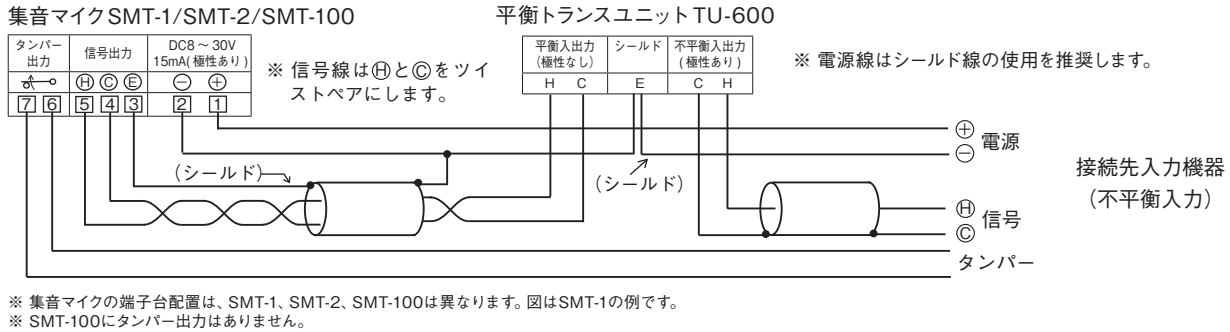 集音マイクSMT-1/SMT-2/SMT-100
平衡トランスユニットTU-600
タンパー
出力
信号出力
DC8～30V
15mA(極性あり)
Ⓗ Ⓒ Ⓔ ⊖ ⊕
7 6 5 4 3 2 1
※ 信号線はⒽとⒸをツイ
ストペアにします。
平衡入出力
(極性なし)
シールド
不平衡入出力
(極性あり)
H C E C H
※ 電源線はシールド線の使用を推奨します。
⊕
⊖
電源
(シールド)
(シールド)
接続先入力機器
(不平衡入力)
Ⓗ
Ⓒ
信号
タンパー
※ 集音マイクの端子台配置は、SMT-1、SMT-2、SMT-100は異なります。図はSMT-1の例です。
※ SMT-100にタンパー出力はありません。